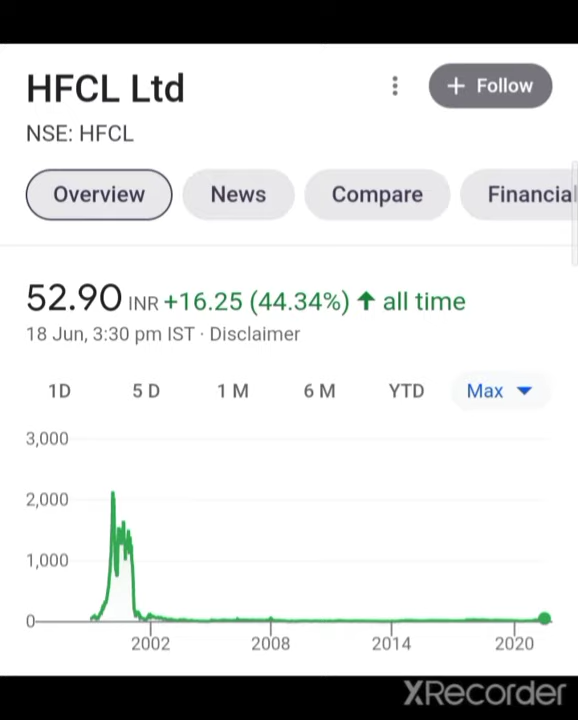 HFCL Ltd
+ Follow
NSE: HFCL
Overview News Compare Financial
52.90 INR +16.25 (44.34%) ↑ all time
18 Jun, 3:30 pm IST · Disclaimer
1D 5 D 1 M 6 M YTD Max
3,000
2,000
1,000
0
2002 2008 2014 2020
XRecorder